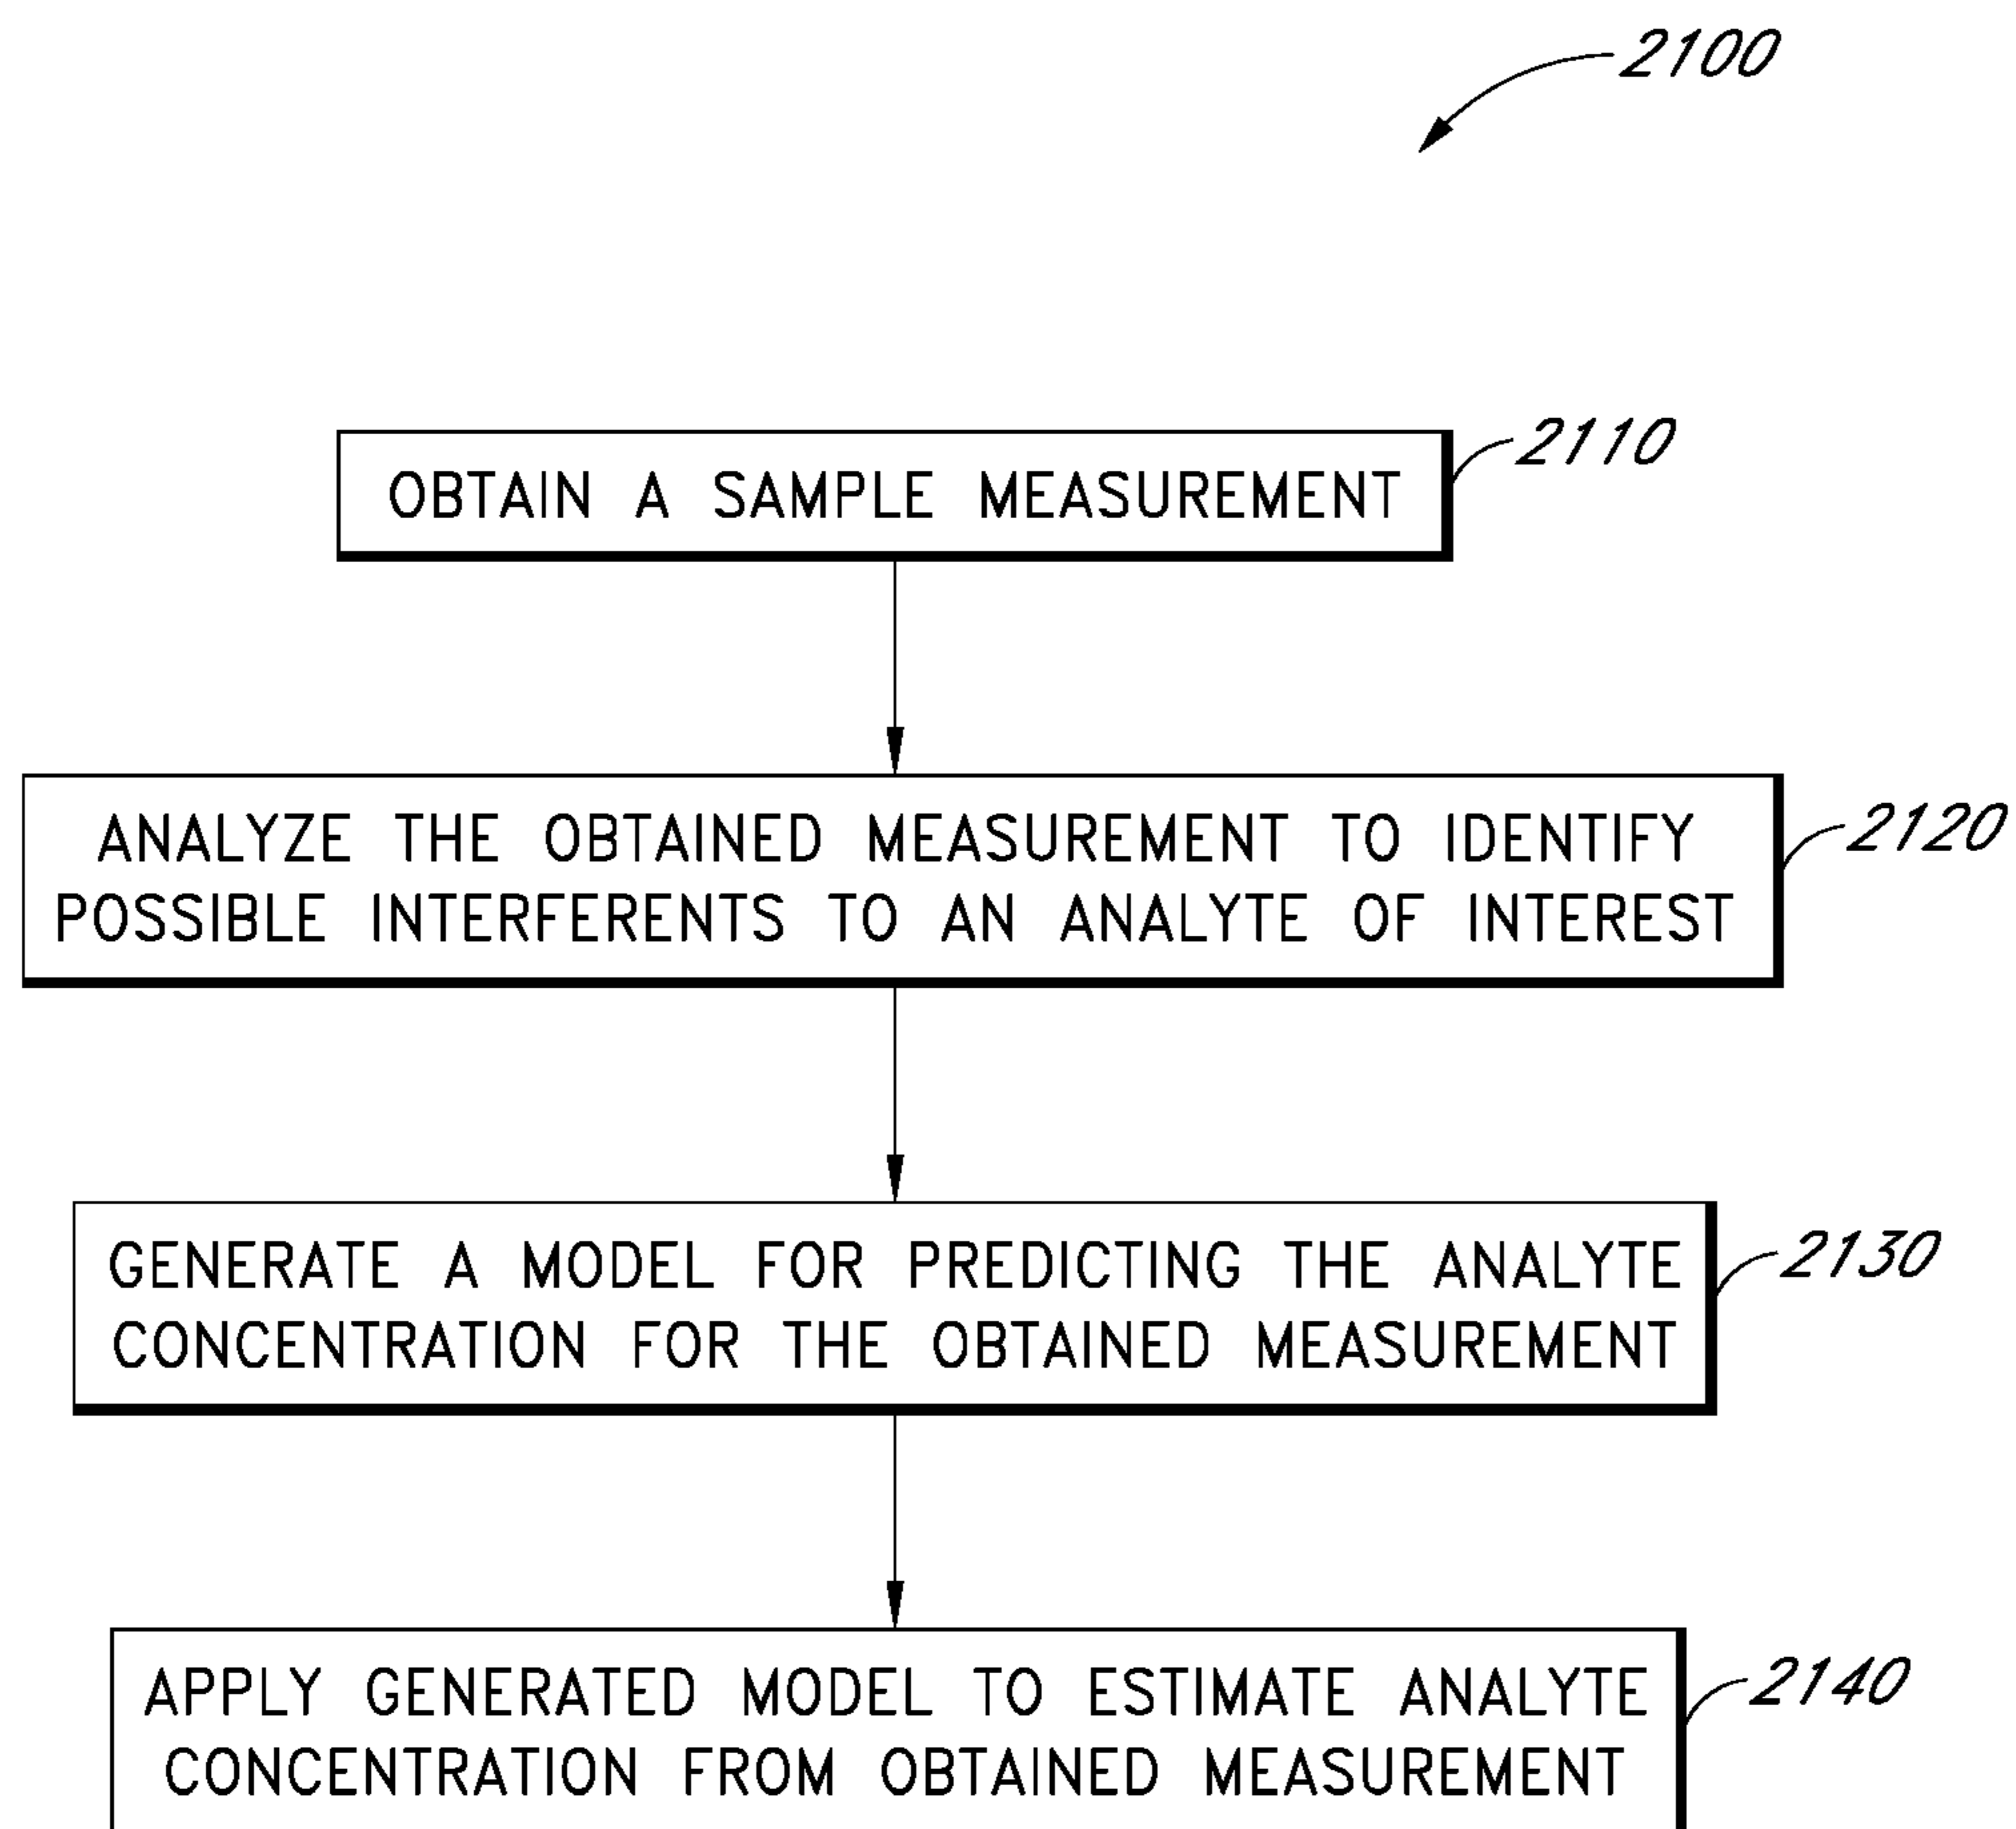 2100
OBTAIN A SAMPLE MEASUREMENT
2110
ANALYZE THE OBTAINED MEASUREMENT TO IDENTIFY
POSSIBLE INTERFERENTS TO AN ANALYTE OF INTEREST
2120
GENERATE A MODEL FOR PREDICTING THE ANALYTE
CONCENTRATION FOR THE OBTAINED MEASUREMENT
2130
APPLY GENERATED MODEL TO ESTIMATE ANALYTE
CONCENTRATION FROM OBTAINED MEASUREMENT
2140